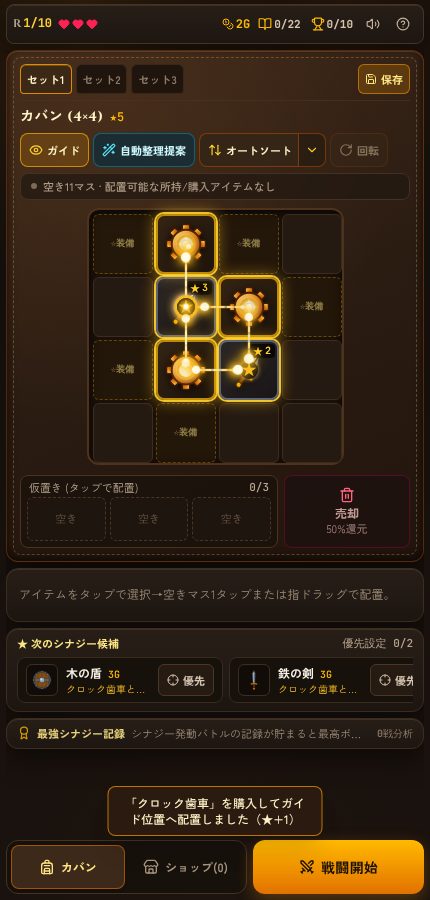 R1/10 2G 0/22 0/10
セット1 セット2 セット3 保存
カバン (4×4) ★5
ガイド 自動整理提案 オートソート 回転
空き11マス・配置可能な所持/購入アイテムなし
☆装備 ☆装備
★3 ☆装備
☆装備 ★2
☆装備
仮置き (タップで配置) 0/3
空き 空き 空き
売却
50%還元
アイテムをタップで選択→空きマス1タップまたは指ドラッグで配置。
★ 次のシナジー候補 優先設定 0/2
木の盾 3G
クロック歯車と…
優先
鉄の剣 3G
クロック歯車と…
優先
最強シナジー記録 シナジー発動バトルの記録が貯まると最高ボ… 0戦分析
「クロック歯車」を購入してガイ
ド位置へ配置しました（★+1）
カバン ショップ(0) 戦闘開始